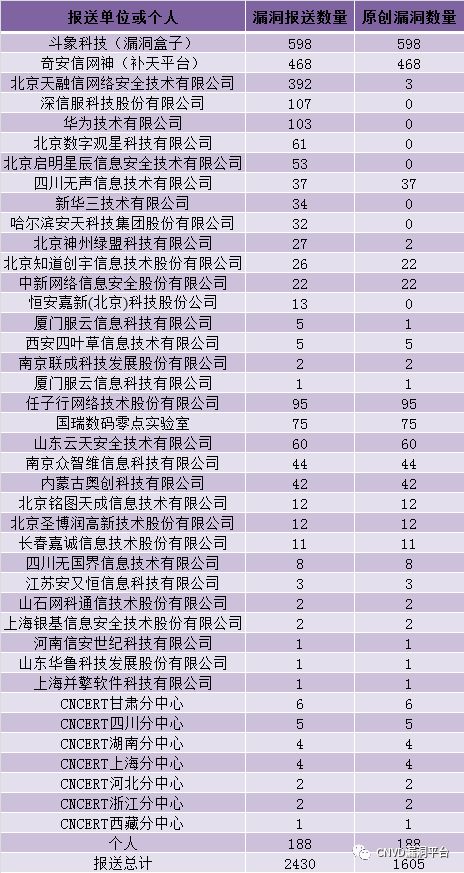 报送单位或个人 漏洞报送数量 原创漏洞数量
斗象科技（漏洞盒子） 598 598
奇安信网神（补天平台） 468 468
北京天融信网络安全技术有限公司 392 3
深信服科技股份有限公司 107 0
华为技术有限公司 103 0
北京数字观星科技有限公司 61 0
北京启明星辰信息安全技术有限公司 53 0
四川无声信息技术有限公司 37 37
新华三技术有限公司 34 0
哈尔滨安天科技集团股份有限公司 32 0
北京神州绿盟科技有限公司 27 2
北京知道创宇信息技术股份有限公司 26 22
中新网络信息安全股份有限公司 22 22
恒安嘉新(北京)科技股份公司 13 0
厦门服云信息科技有限公司 5 1
西安四叶草信息技术有限公司 5 5
南京联成科技发展股份有限公司 2 2
厦门服云信息科技有限公司 1 1
任子行网络技术股份有限公司 95 95
国瑞数码零点实验室 75 75
山东云天安全技术有限公司 60 60
南京众智维信息科技有限公司 44 44
内蒙古奥创科技有限公司 42 42
北京铭图天成信息技术有限公司 12 12
北京圣博润高新技术股份有限公司 12 12
长春嘉诚信息技术股份有限公司 11 11
四川无国界信息技术有限公司 8 8
江苏安又恒信息科技有限公司 3 3
山石网科通信技术股份有限公司 2 2
上海银基信息安全技术股份有限公司 2 2
河南信安世纪科技有限公司 1 1
山东华鲁科技发展股份有限公司 1 1
上海并擎软件科技有限公司 1 1
CNCERT甘肃分中心 6 6
CNCERT四川分中心 5 5
CNCERT湖南分中心 4 4
CNCERT上海分中心 4 4
CNCERT河北分中心 2 2
CNCERT浙江分中心 2 2
CNCERT西藏分中心 1 1
个人 188 188
CNVD漏洞平台
报送总计 2430 1605